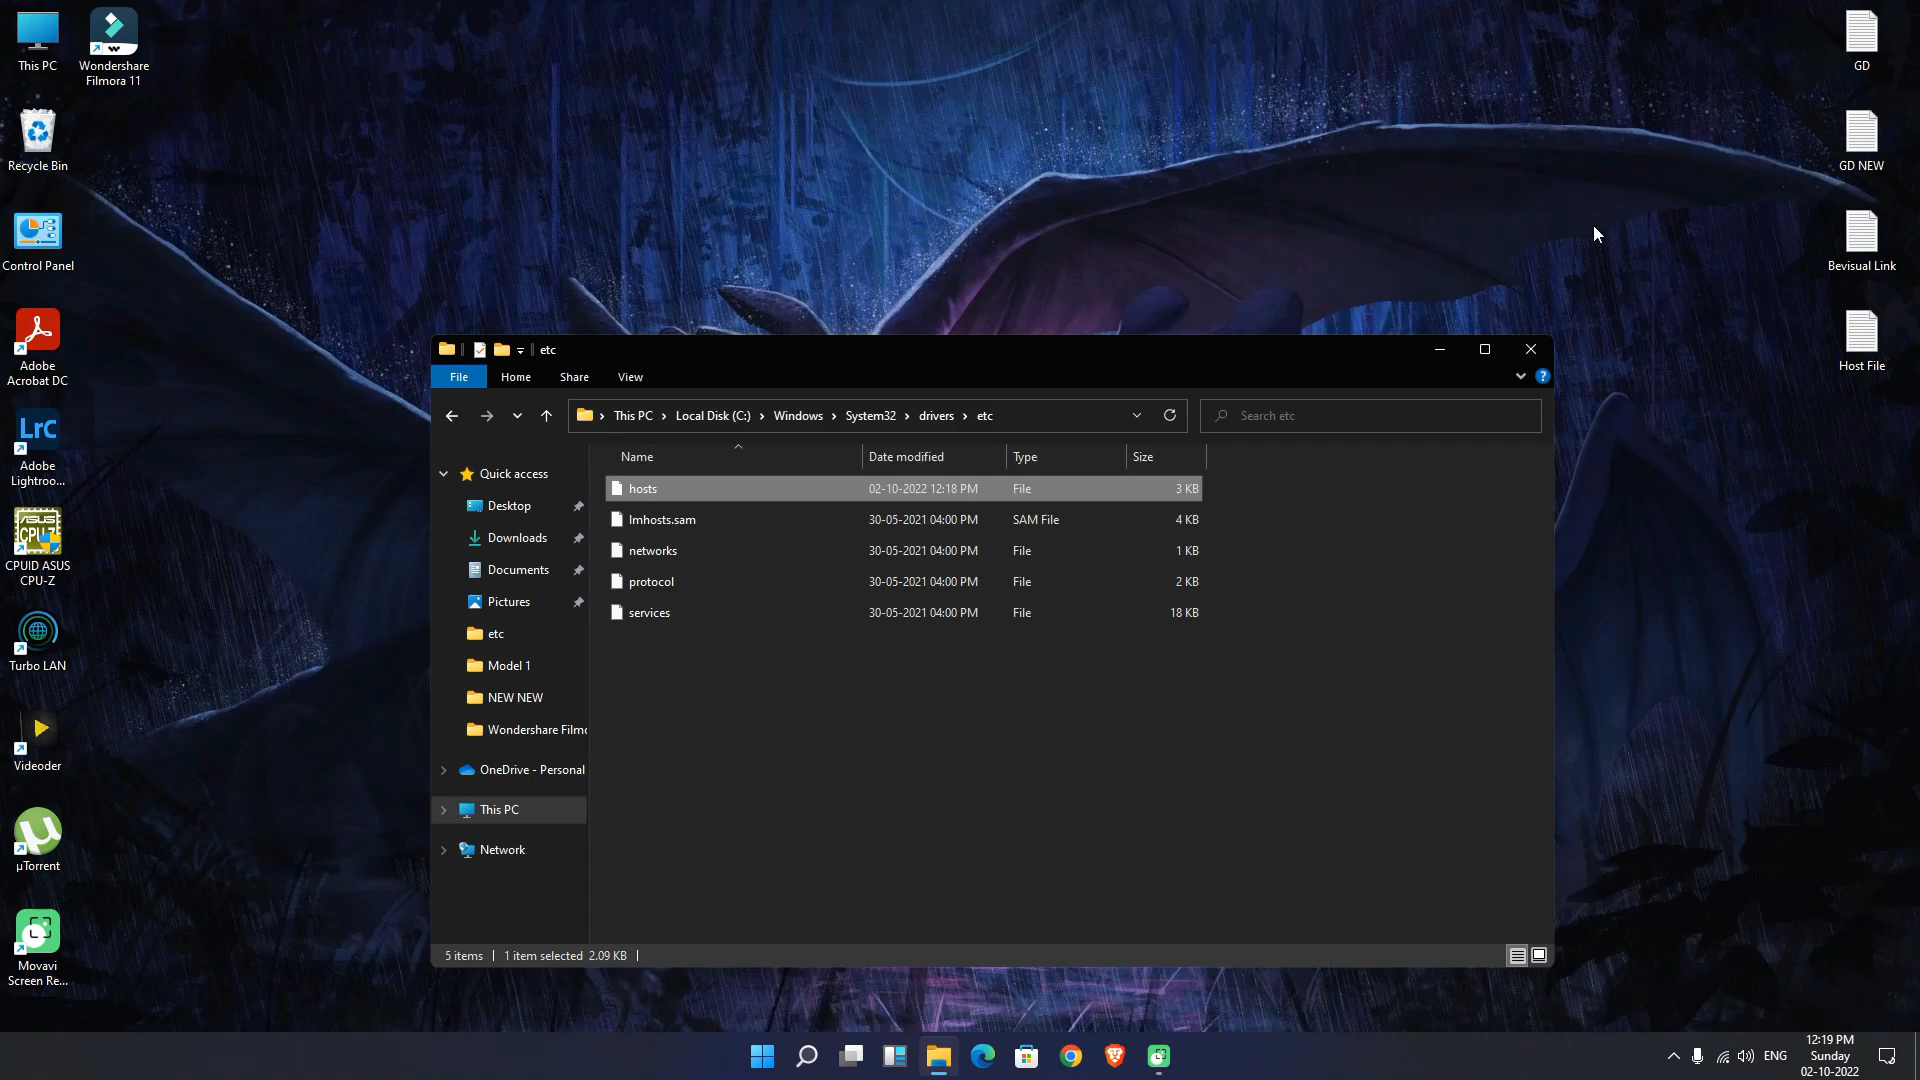 This PC
Wondershare
Filmora 11
Recycle Bin
Control Panel
Adobe
Acrobat DC
LrC
Adobe
Lightroo...
ASUS
CPU-Z
CPUID ASUS
CPU-Z
Turbo LAN
Videoder
µTorrent
Movavi
Screen Re...
GD
GD NEW
Bevisual Link
Host File
etc
File
Home
Share
View
This PC
Local Disk (C:)
Windows
System32
drivers
etc
Search etc
Name
Date modified
Type
Size
Quick access
Desktop
Downloads
Documents
Pictures
etc
Model 1
NEW NEW
Wondershare Filmo
OneDrive - Personal
This PC
Network
hosts 02-10-2022 12:18 PM File 3 KB
lmhosts.sam 30-05-2021 04:00 PM SAM File 4 KB
networks 30-05-2021 04:00 PM File 1 KB
protocol 30-05-2021 04:00 PM File 2 KB
services 30-05-2021 04:00 PM File 18 KB
5 items
1 item selected 2.09 KB
ENG
12:19 PM
Sunday
02-10-2022